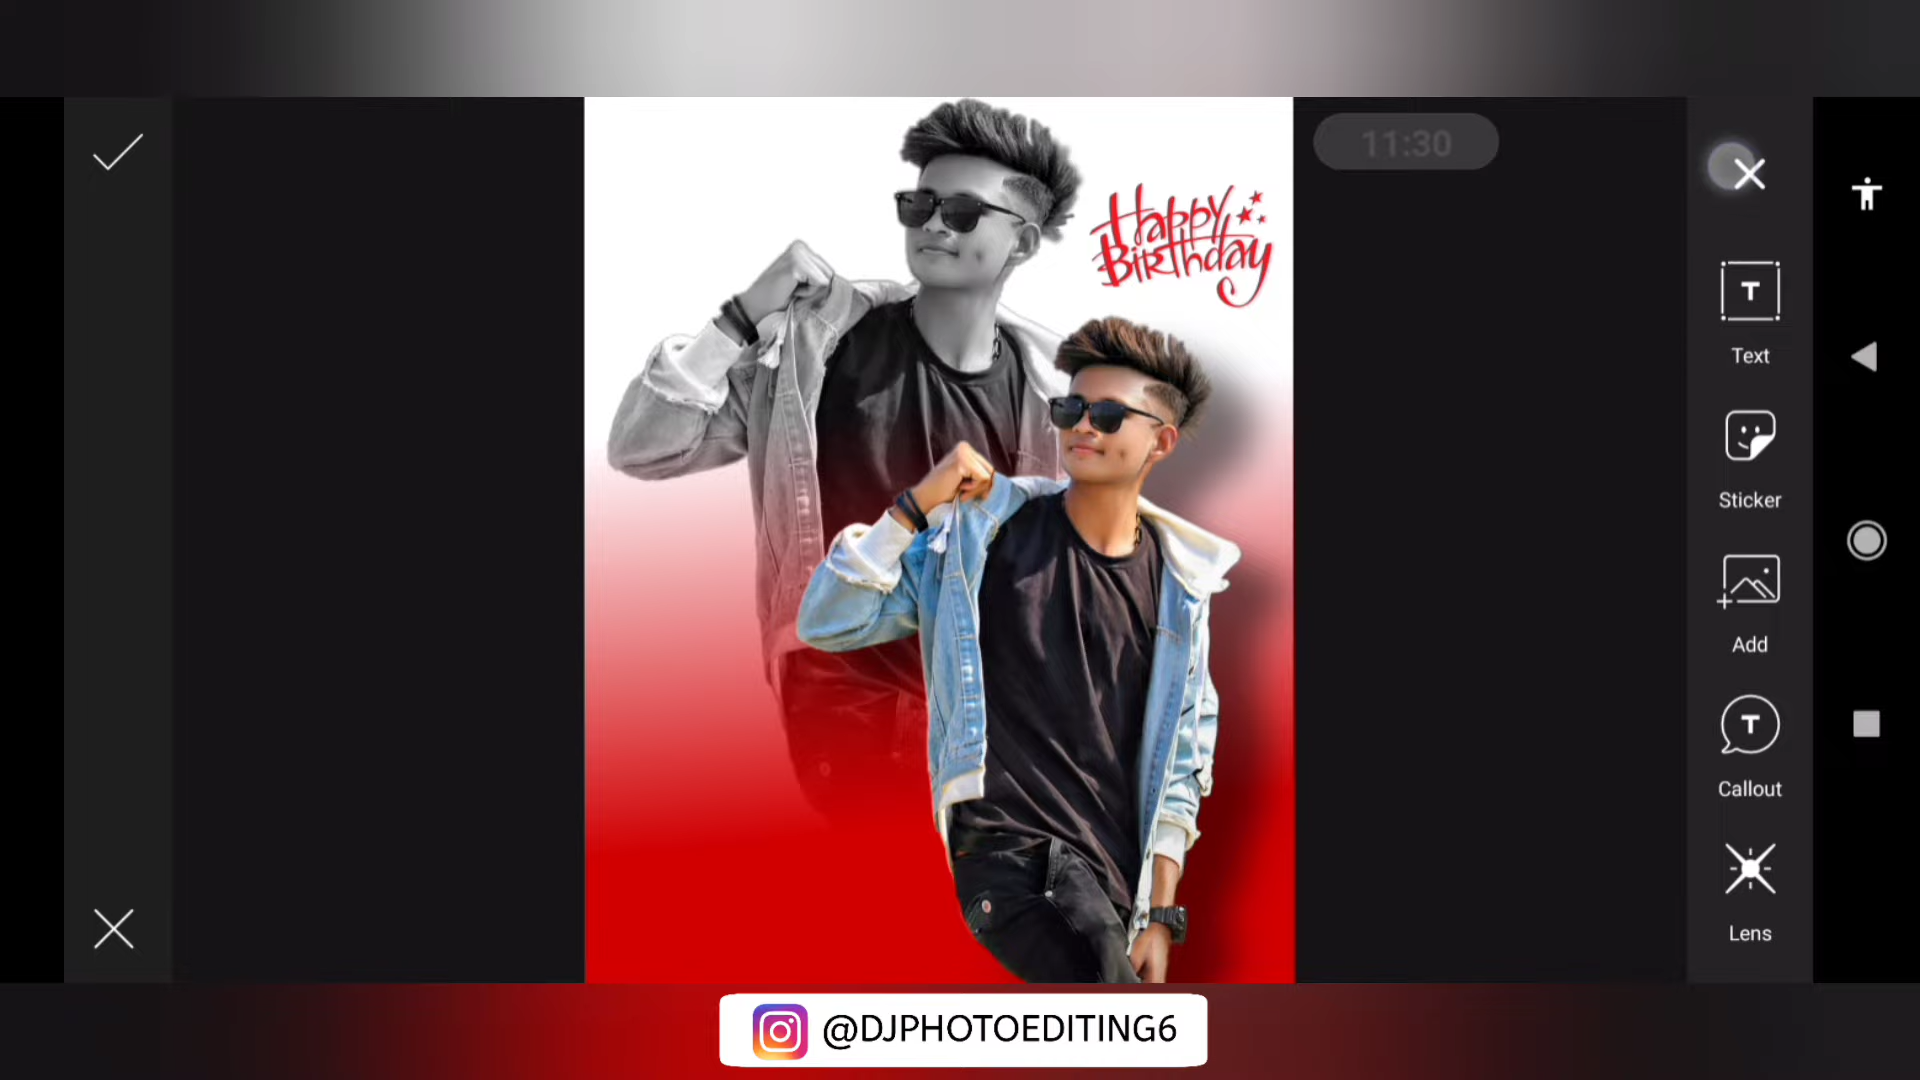 11:30
Happy
Birthday
T
Text
Sticker
Add
T
Callout
Lens
@DJPHOTOEDITING6